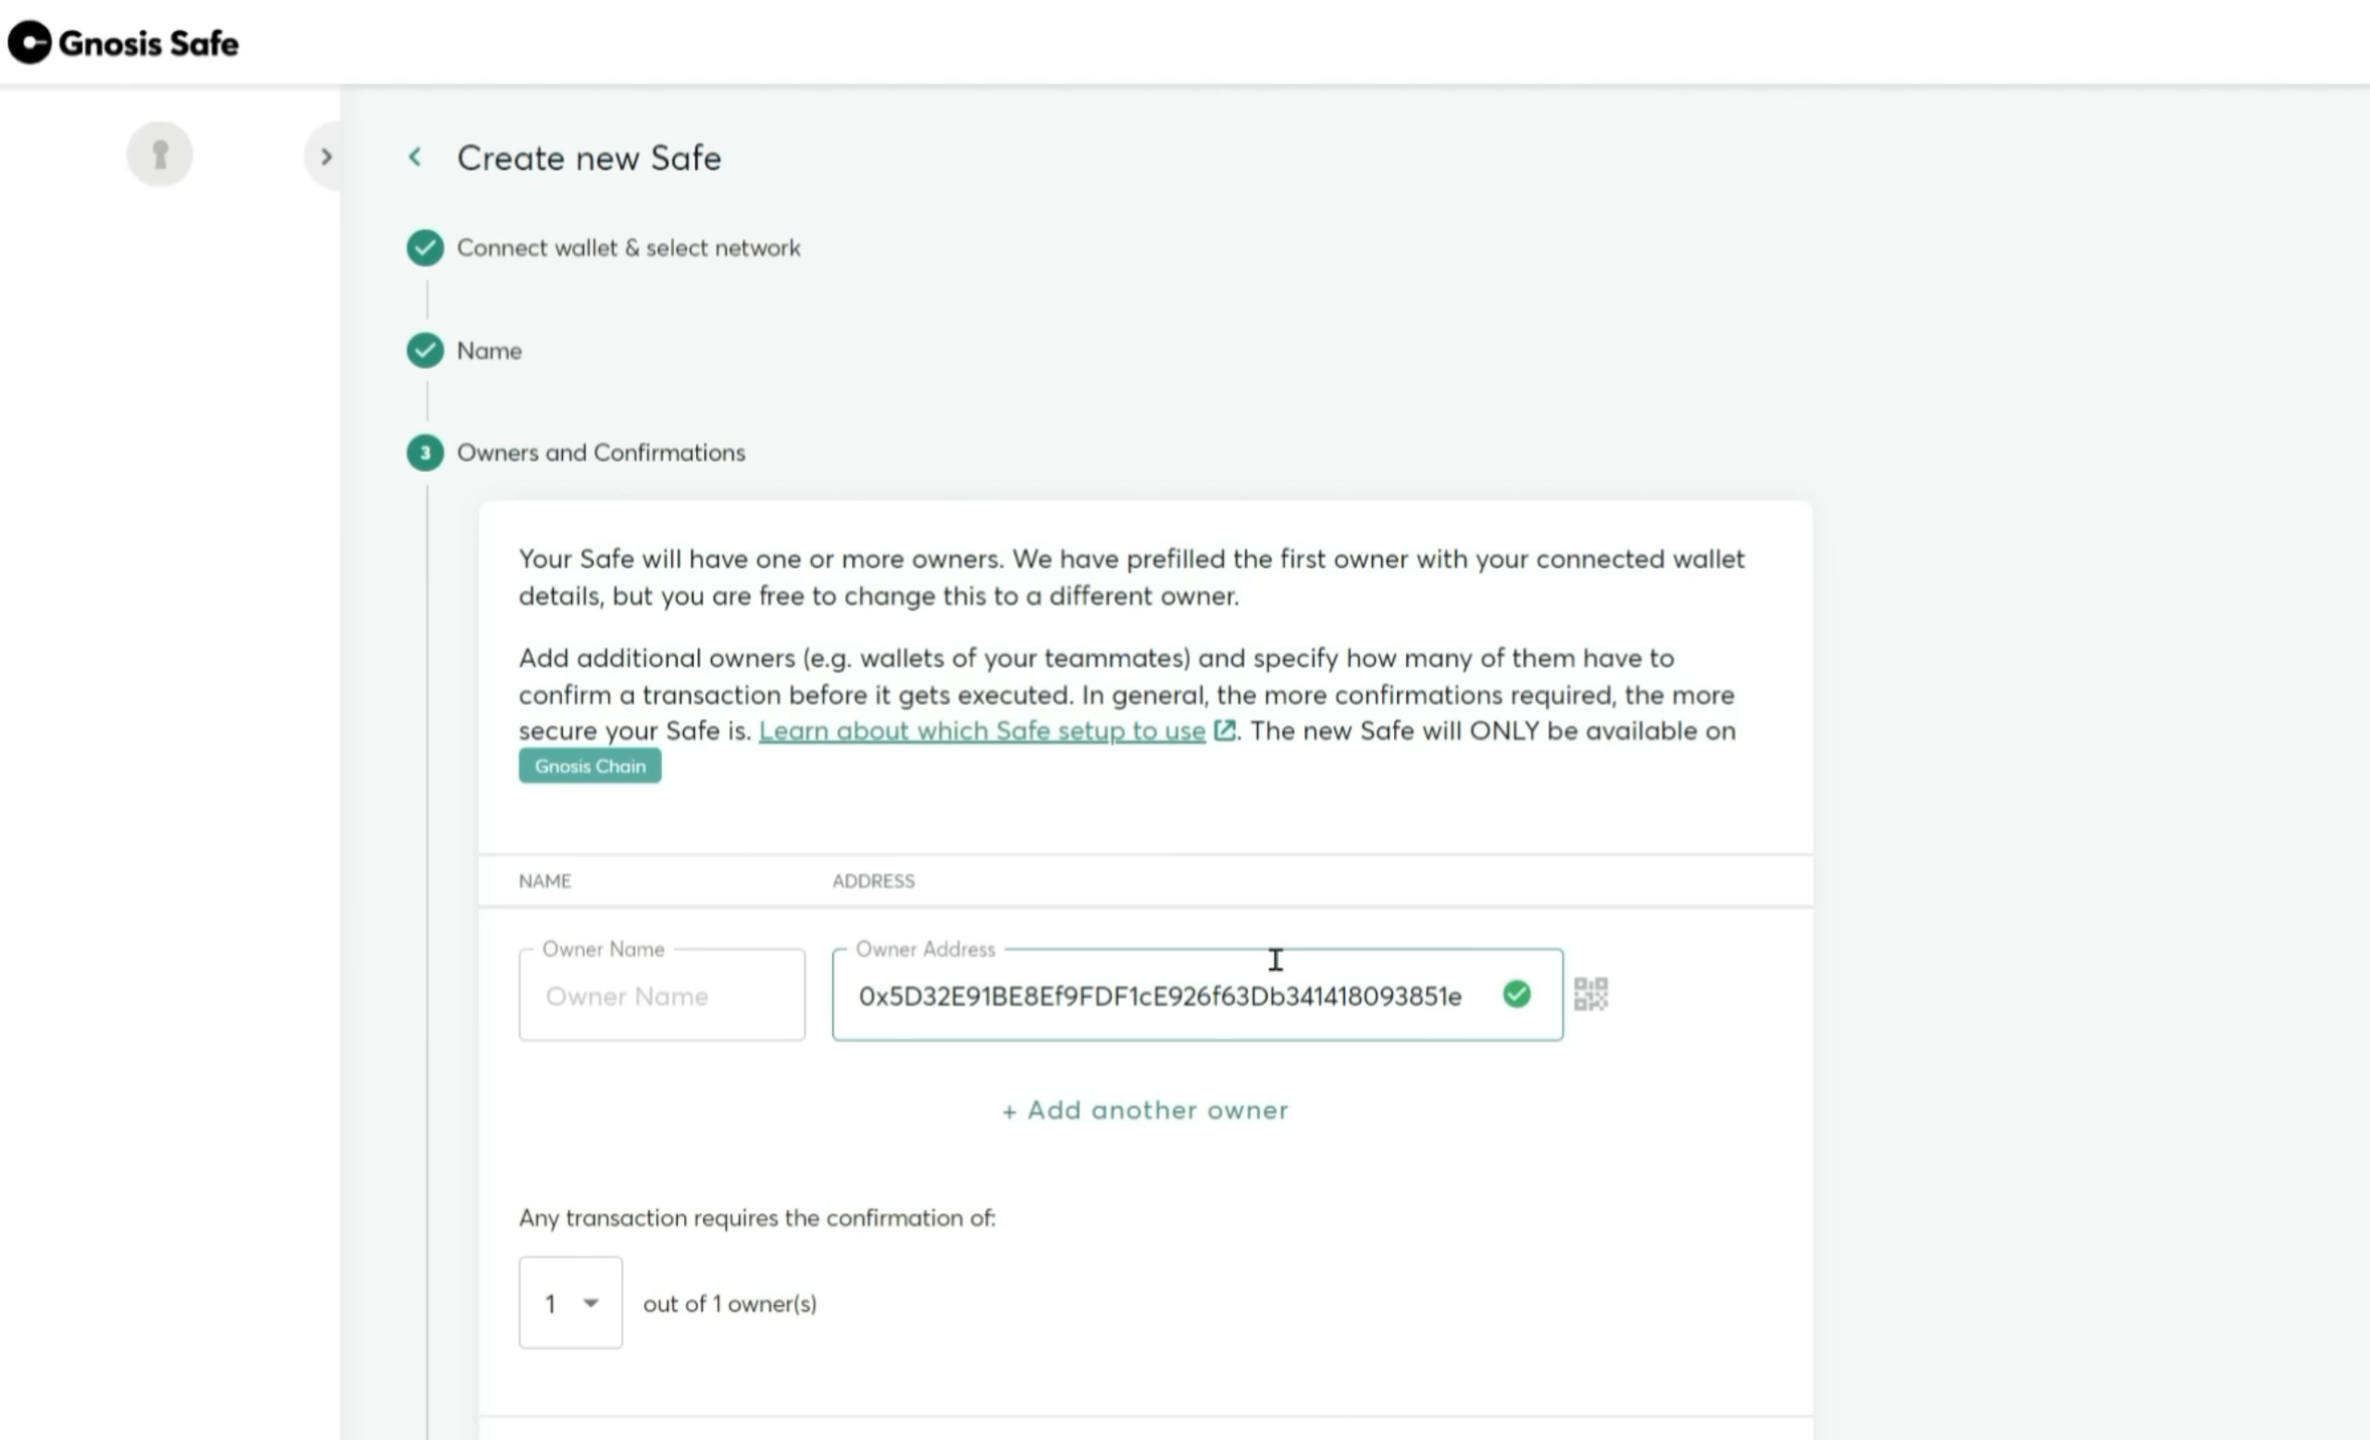 Gnosis Safe
Create new Safe
Connect wallet & select network
Name
3 Owners and Confirmations
Your Safe will have one or more owners. We have prefilled the first owner with your connected wallet
details, but you are free to change this to a different owner.
Add additional owners (e.g. wallets of your teammates) and specify how many of them have to
confirm a transaction before it gets executed. In general, the more confirmations required, the more
secure your Safe is. Learn about which Safe setup to use. The new Safe will ONLY be available on
Gnosis Chain
NAME ADDRESS
Owner Name Owner Address
Owner Name 0x5D32E91BE8Ef9FDF1cE926f63Db341418093851e
+ Add another owner
Any transaction requires the confirmation of:
1 out of 1 owner(s)